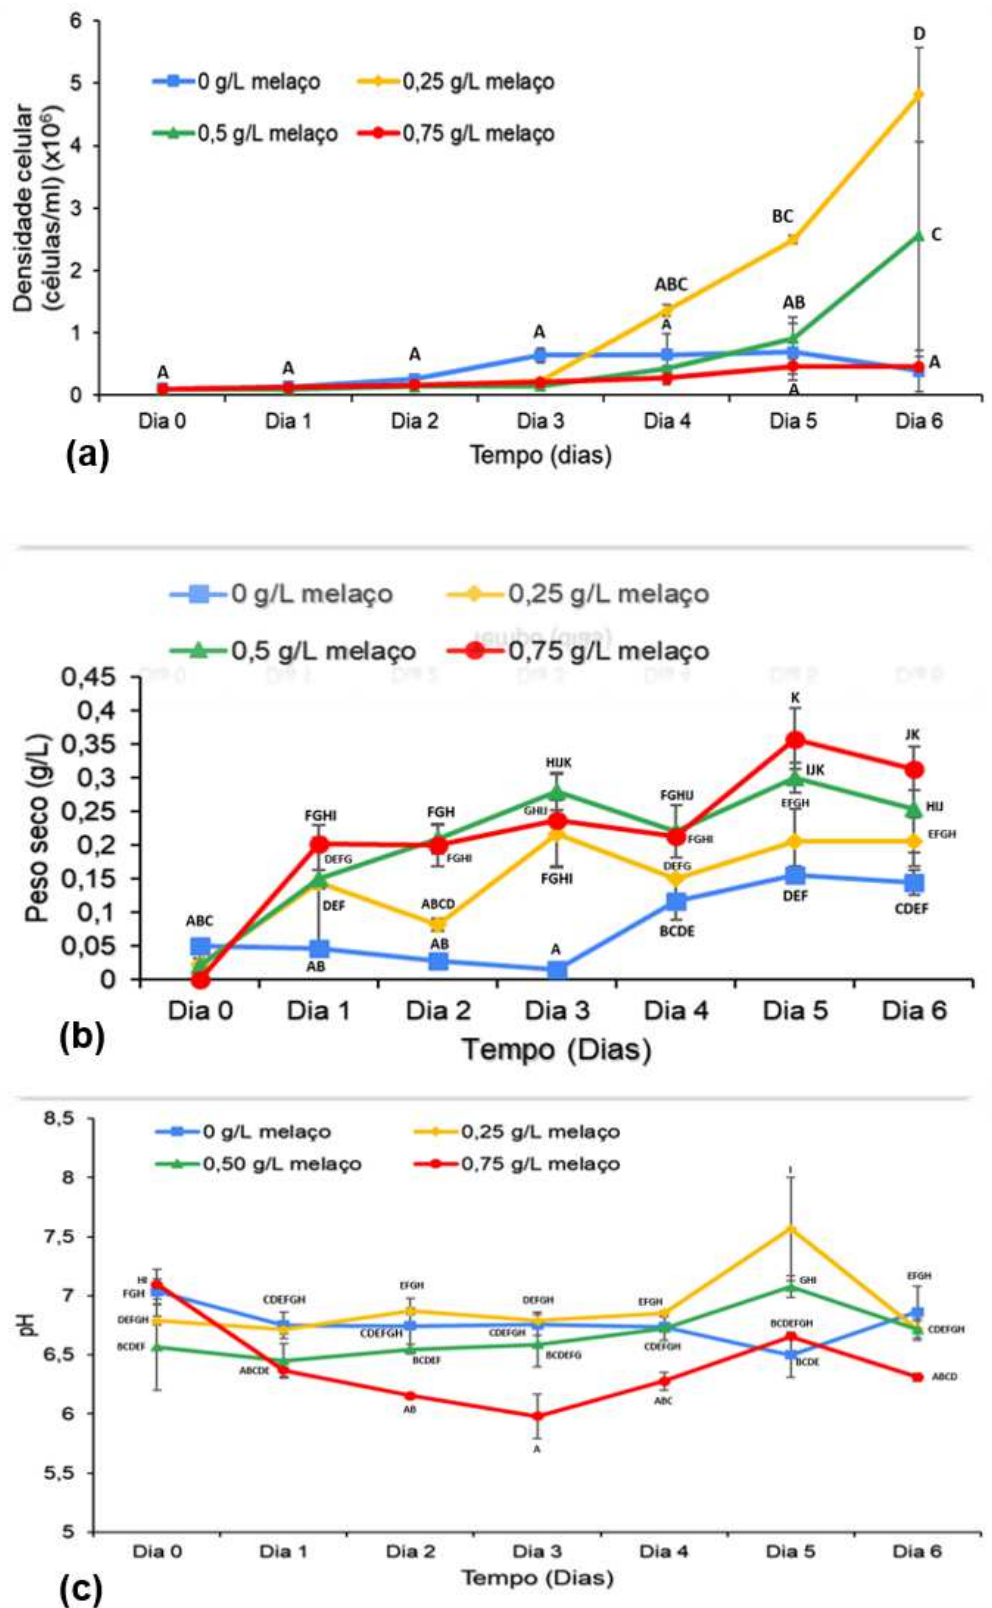 6
D
0 g/L melaço 0,25 g/L melaço
5
0,5 g/L melaço 0,75 g/L melaço
4
Densidade celular
(células/ml) (x10⁶)
3
BC
C
2
ABC
AB
A
1
A
A
A
A
A
A
0
Dia 0 Dia 1 Dia 2 Dia 3 Dia 4 Dia 5 Dia 6
(a)
Tempo (dias)
0 g/L melaço 0,25 g/L melaço
0,5 g/L melaço 0,75 g/L melaço
0,45
K
0,4
JK
0,35
HIJK
IJK
0,3
FGHI FGH GHIJ FGHIJ EFGH HIJ
0,25
Peso seco (g/L)
EFGH
0,2
DEFG FGHI FGHI
DEFG
0,15
FGHI
DEF ABCD DEF CDEF
0,1
ABC BCDE
AB A
0,05
AB
0
Dia 0 Dia 1 Dia 2 Dia 3 Dia 4 Dia 5 Dia 6
(b)
Tempo (Dias)
8,5
0 g/L melaço 0,25 g/L melaço
0,50 g/L melaço 0,75 g/L melaço
8
I
7,5
HI
FGH CDEFGH EFGH DEFGH EFGH GHI EFGH
7
pH
DEFGH CDEFGH CDEFGH BCDEFGH CDEFGH
BCDEF BCDEF BCDEFG CDEFGH BCDE
6,5
ABCDE ABCD
AB ABC
6
A
5,5
5
Dia 0 Dia 1 Dia 2 Dia 3 Dia 4 Dia 5 Dia 6
(c)
Tempo (Dias)